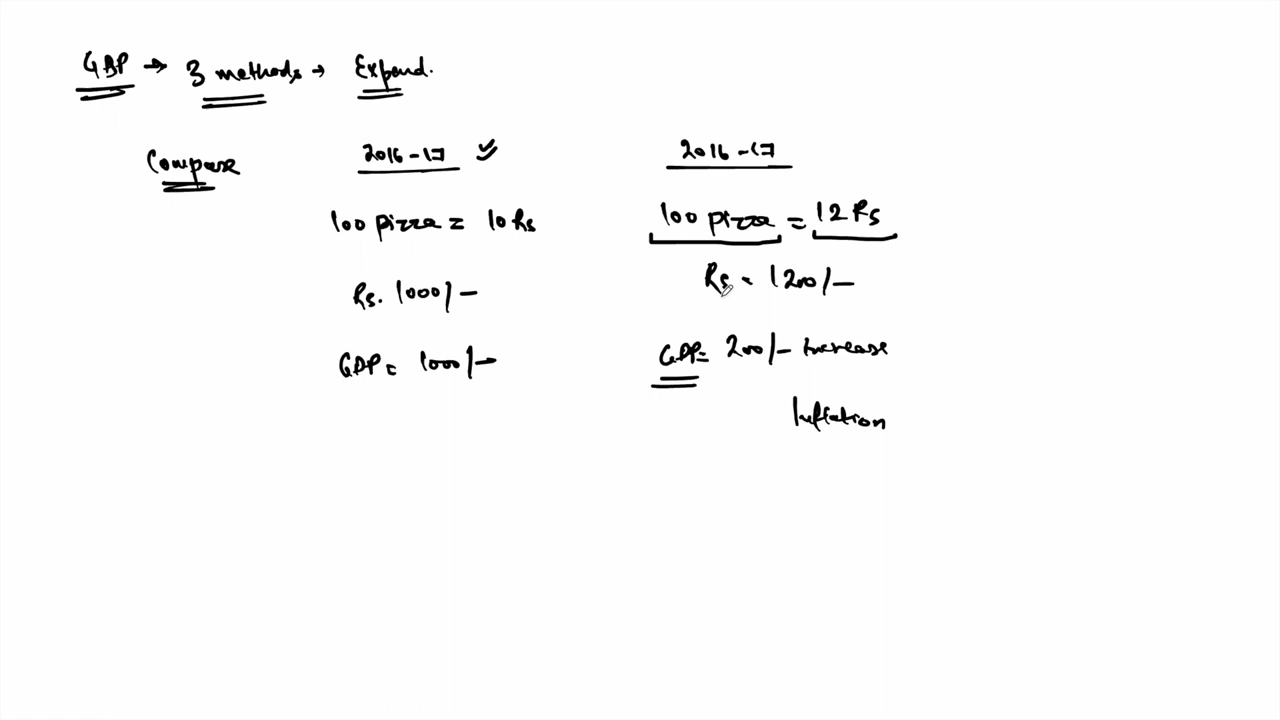 GDP → 3 methods → Expend.
Compare 2016-17 2016-17
100 pizza = 10 Rs 100 pizza = 12 Rs
Rs. 1000/- Rs = 1200/-
GDP = 1000/- GDP = 200/- Increase
Inflation